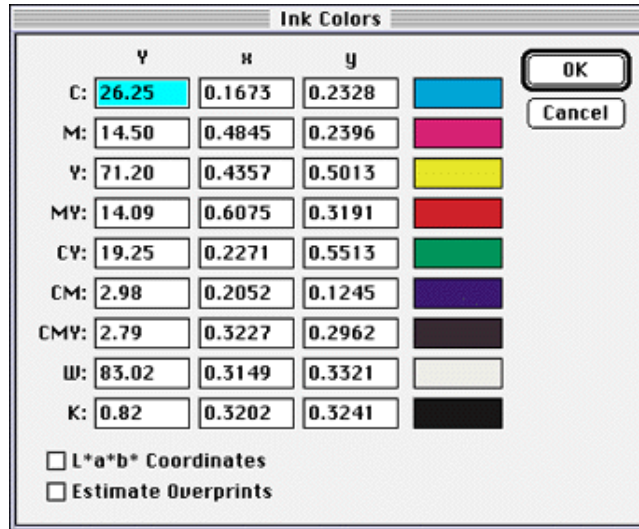 Ink Colors
Y x y
C: 26.25 0.1673 0.2328
M: 14.50 0.4845 0.2396
Y: 71.20 0.4357 0.5013
MY: 14.09 0.6075 0.3191
CY: 19.25 0.2271 0.5513
CM: 2.98 0.2052 0.1245
CMY: 2.79 0.3227 0.2962
W: 83.02 0.3149 0.3321
K: 0.82 0.3202 0.3241
OK
Cancel
L*a*b* Coordinates
Estimate Overprints